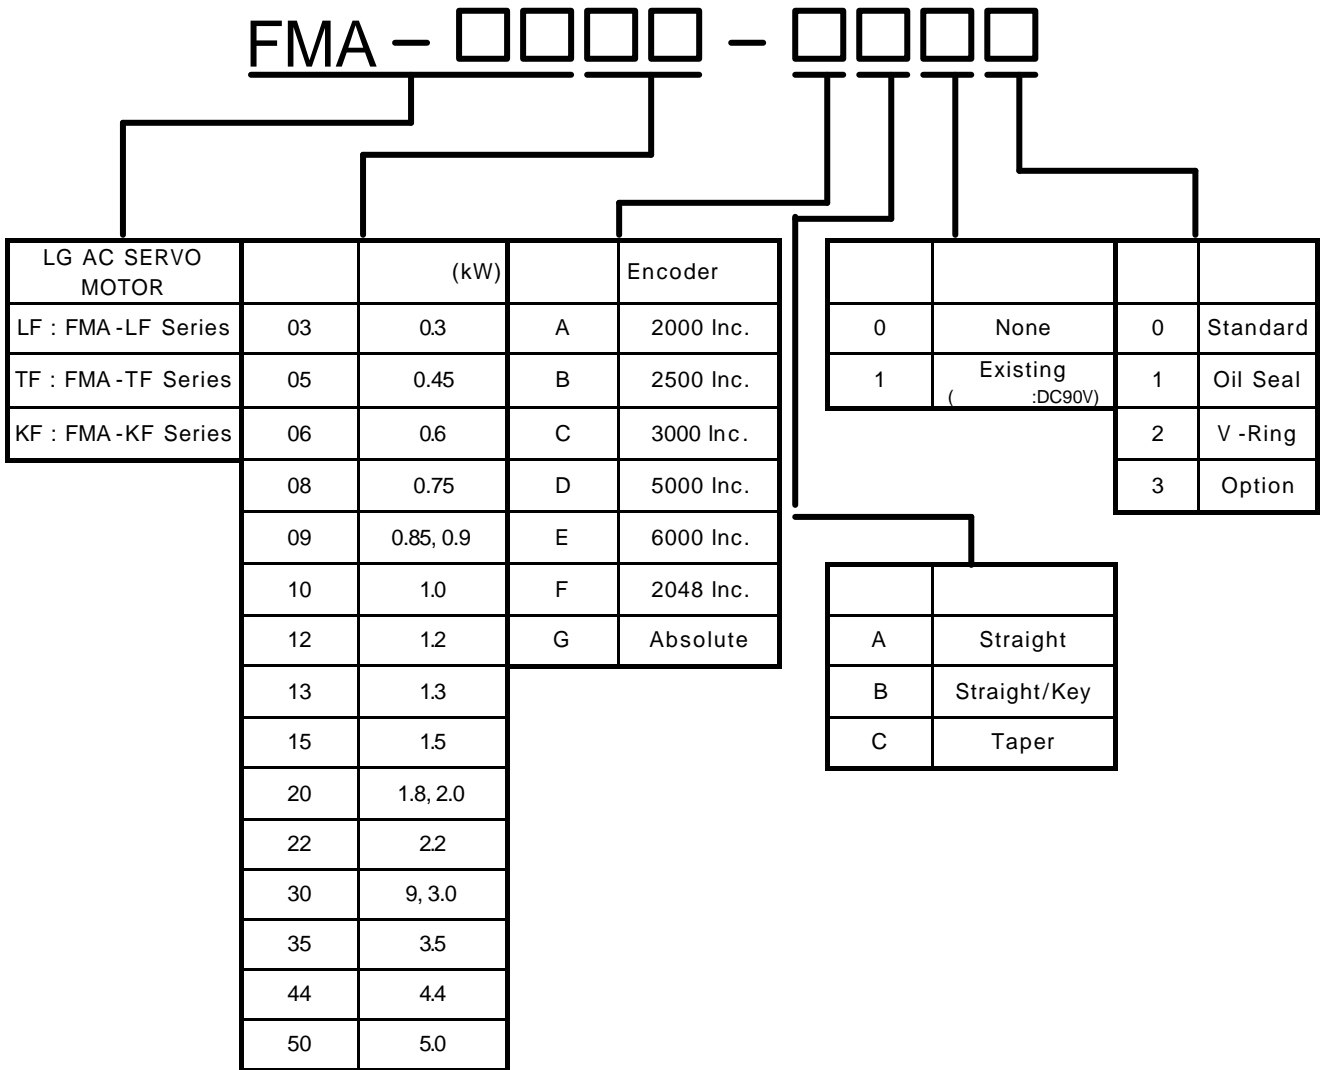 FMA - □□□□ - □□□□
LG AC SERVO
MOTOR
LF : FMA-LF Series
TF : FMA-TF Series
KF : FMA-KF Series
(kW)
03 0.3
05 0.45
06 0.6
08 0.75
09 0.85, 0.9
10 1.0
12 1.2
13 1.3
15 1.5
20 1.8, 2.0
22 2.2
30 9, 3.0
35 3.5
44 4.4
50 5.0
Encoder
A 2000 Inc.
B 2500 Inc.
C 3000 Inc.
D 5000 Inc.
E 6000 Inc.
F 2048 Inc.
G Absolute
0 None
1 Existing
( :DC90V)
0 Standard
1 Oil Seal
2 V-Ring
3 Option
A Straight
B Straight/Key
C Taper